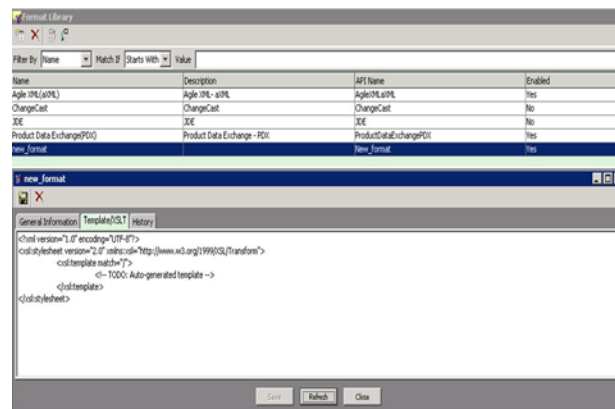 Format Library
Filter By Name Match If Starts With Value
Name Description API Name Enabled
Agile XML(aXML) Agile XML- aXML AgileXMLaXML Yes
ChangeCast ChangeCast ChangeCast No
JDE JDE JDE No
Product Data Exchange(PDX) Product Data Exchange - PDX ProductDataExchangePDX Yes
new_format New_format Yes
new_format
General Information Template/XSLT History
<?xml version="1.0" encoding="UTF-8"?>
<xsl:stylesheet version="2.0" xmlns:xsl="http://www.w3.org/1999/XSL/Transform">
<xsl:template match="/">
<!-- TODO: Auto-generated template -->
</xsl:template>
</xsl:stylesheet>
Save Refresh Close